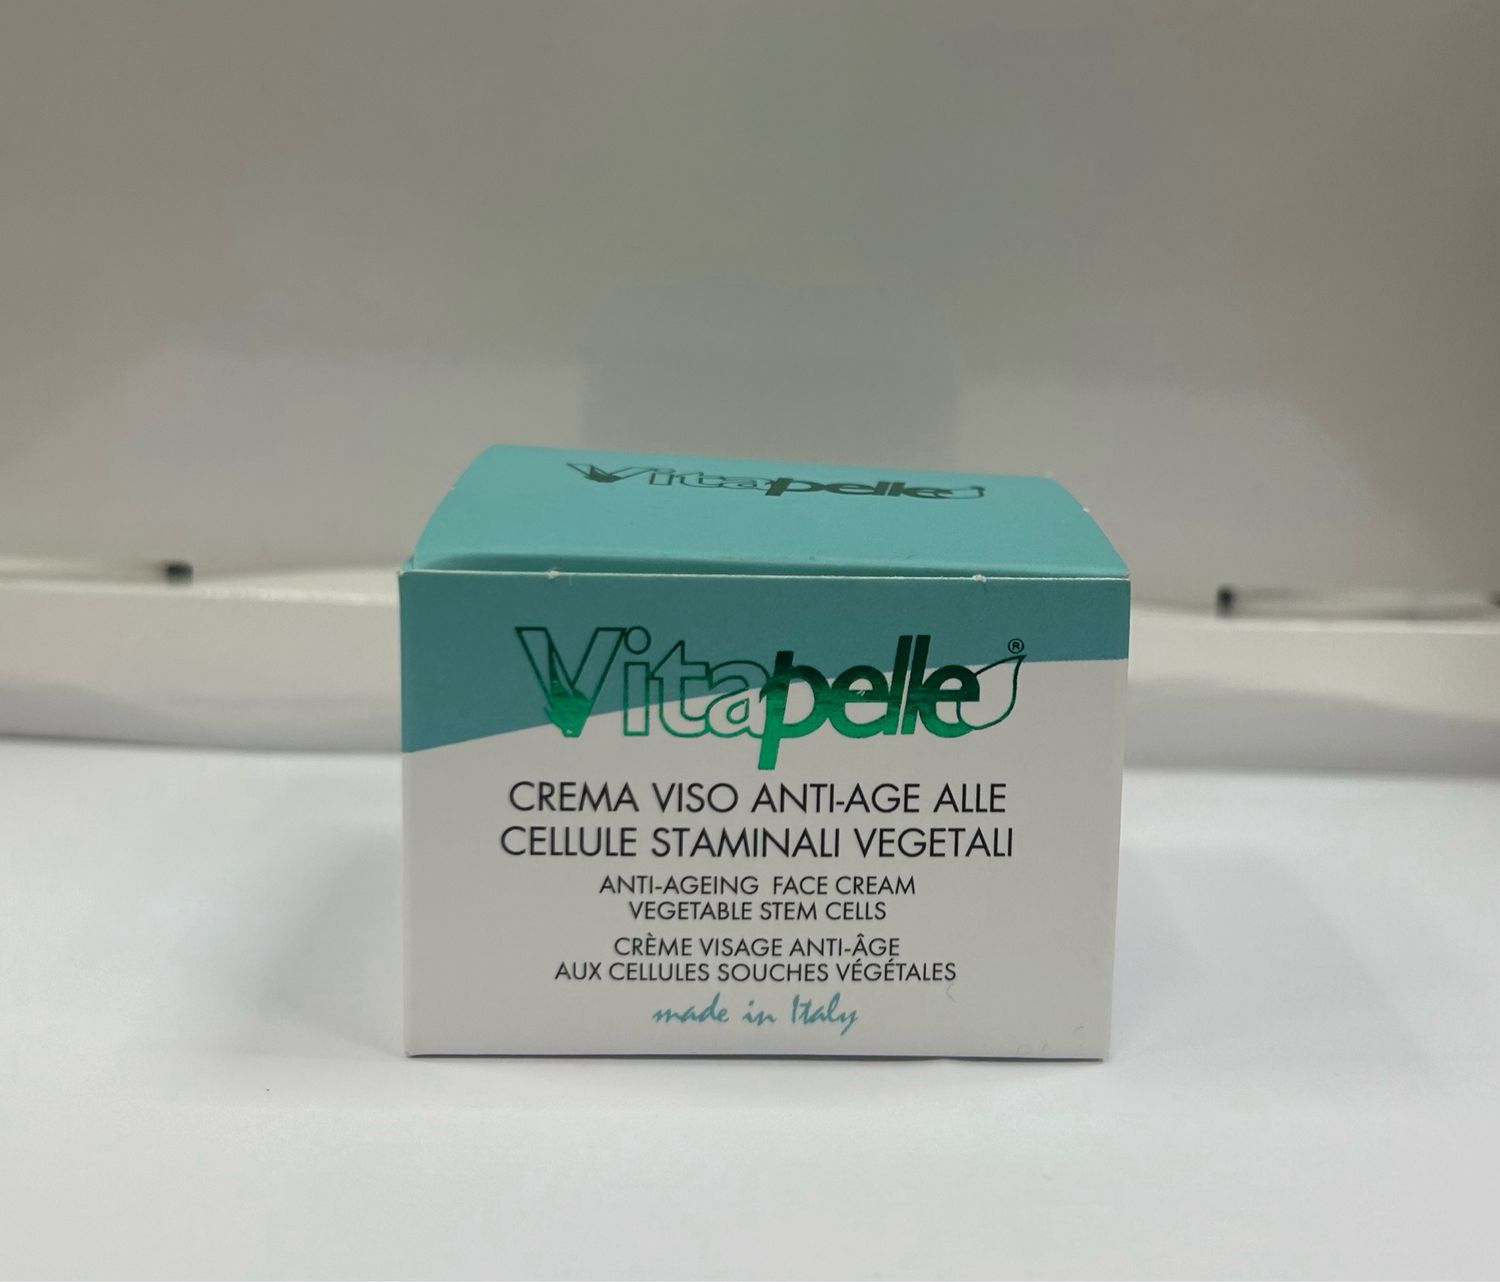 Vitapelle
Vitapelle®
CREMA VISO ANTI-AGE ALLE
CELLULE STAMINALI VEGETALI
ANTI-AGEING FACE CREAM
VEGETABLE STEM CELLS
CRÈME VISAGE ANTI-ÂGE
AUX CELLULES SOUCHES VÉGÉTALES
made in Italy